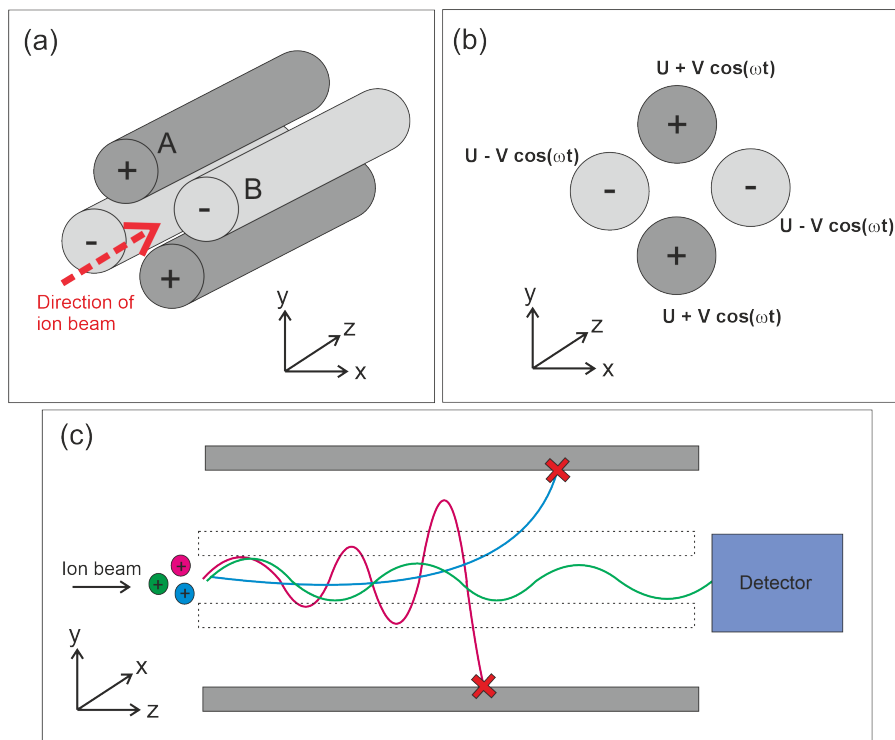 (a)
A
+
B
-
-
+
Direction of
ion beam
y
z
x
(b)
U + V cos(ωt)
+
U - V cos(ωt)
-
-
U - V cos(ωt)
+
U + V cos(ωt)
y
z
x
(c)
Ion beam
+
+
+
Detector
y
x
z